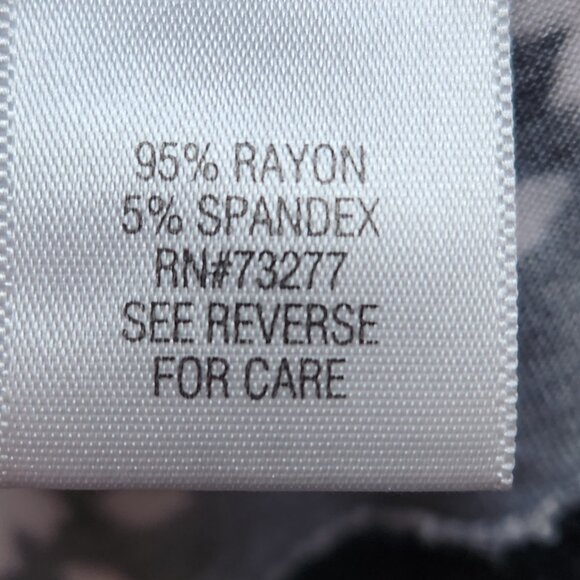 95% RAYON
5% SPANDEX
RN#73277
SEE REVERSE
FOR CARE